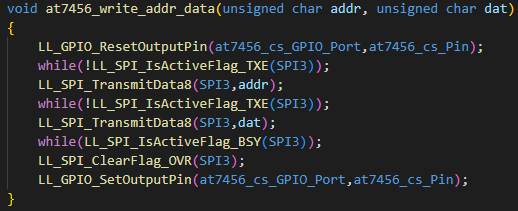 void at7456_write_addr_data(unsigned char addr, unsigned char dat)
{
    LL_GPIO_ResetOutputPin(at7456_cs_GPIO_Port,at7456_cs_Pin);
    while(!LL_SPI_IsActiveFlag_TXE(SPI3));
    LL_SPI_TransmitData8(SPI3,addr);
    while(!LL_SPI_IsActiveFlag_TXE(SPI3));
    LL_SPI_TransmitData8(SPI3,dat);
    while(LL_SPI_IsActiveFlag_BSY(SPI3));
    LL_SPI_ClearFlag_OVR(SPI3);
    LL_GPIO_SetOutputPin(at7456_cs_GPIO_Port,at7456_cs_Pin);
}